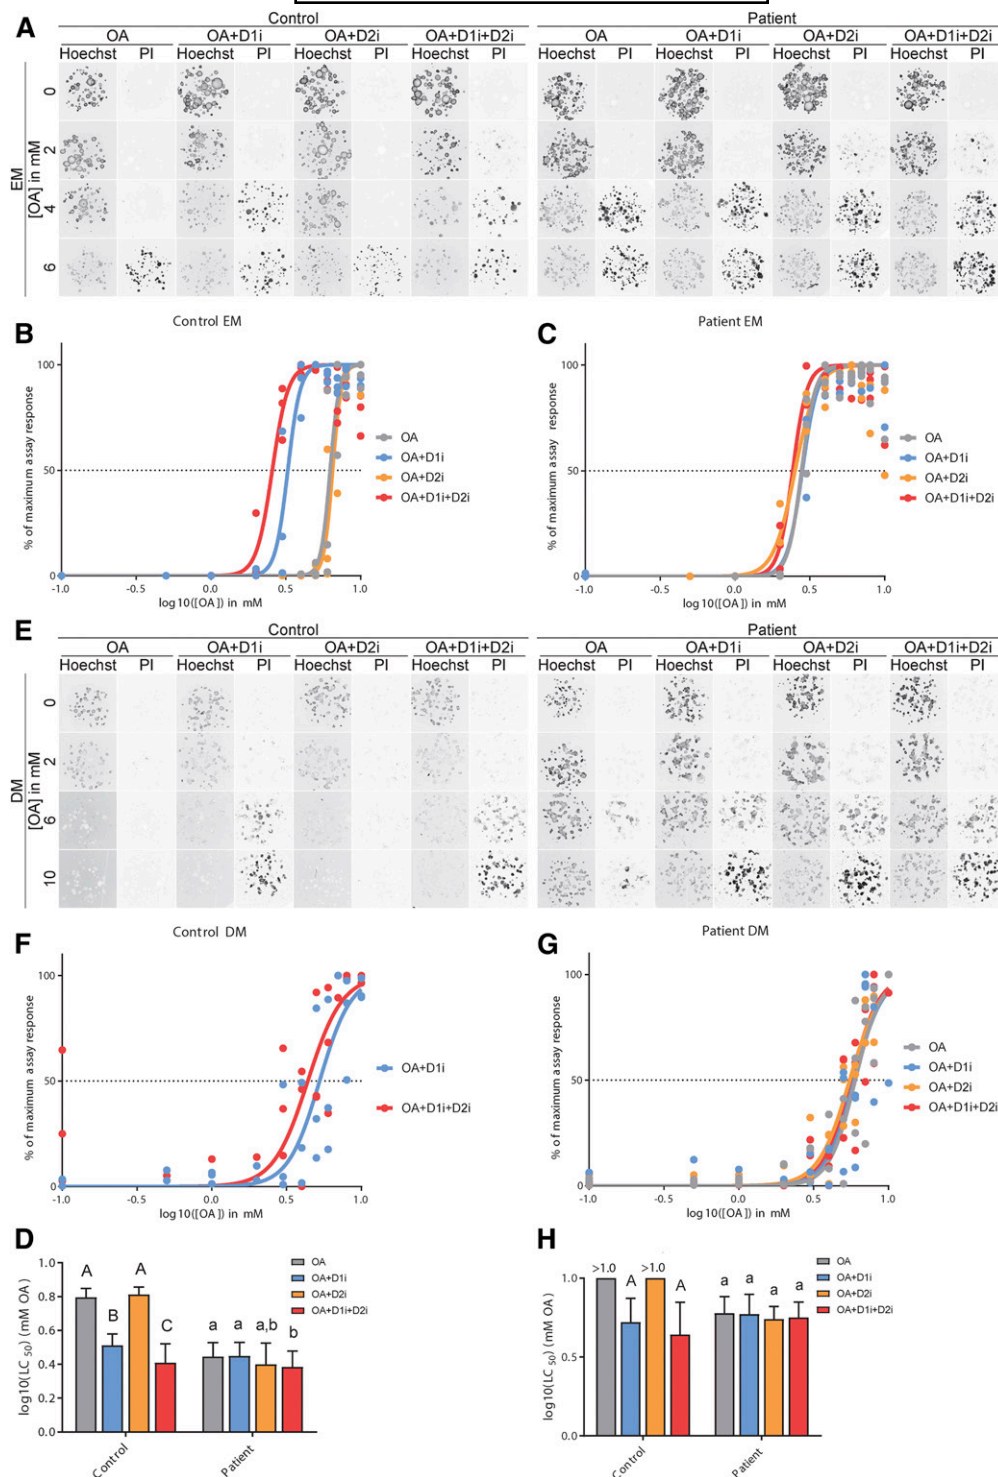 A
Control
Patient
OA OA+D1i OA+D2i OA+D1i+D2i OA OA+D1i OA+D2i OA+D1i+D2i
Hoechst PI Hoechst PI Hoechst PI Hoechst PI Hoechst PI Hoechst PI Hoechst PI Hoechst PI
EM
[OA] in mM
0
2
4
6
B
Control EM
% of maximum assay response
100
50
0
-1.0 -0.5 0.0 0.5 1.0
log10([OA]) in mM
OA
OA+D1i
OA+D2i
OA+D1i+D2i
C
Patient EM
% of maximum assay response
100
50
0
-1.0 -0.5 0.0 0.5 1.0
log10([OA]) in mM
OA
OA+D1i
OA+D2i
OA+D1i+D2i
E
Control
Patient
OA OA+D1i OA+D2i OA+D1i+D2i OA OA+D1i OA+D2i OA+D1i+D2i
Hoechst PI Hoechst PI Hoechst PI Hoechst PI Hoechst PI Hoechst PI Hoechst PI Hoechst PI
DM
[OA] in mM
0
2
6
10
F
Control DM
% of maximum assay response
100
50
0
-1.0 -0.5 0.0 0.5 1.0
log10([OA]) in mM
OA+D1i
OA+D1i+D2i
G
Patient DM
% of maximum assay response
100
50
0
-1.0 -0.5 0.0 0.5 1.0
log10([OA]) in mM
OA
OA+D1i
OA+D2i
OA+D1i+D2i
D
log10(LC 50) (mM OA)
1.0
0.8
0.6
0.4
0.2
0.0
A B A C a a a,b b
Control Patient
OA
OA+D1i
OA+D2i
OA+D1i+D2i
H
log10(LC 50) (mM OA)
1.0
0.5
0.0
>1.0 A >1.0 A a a a a
Control Patient
OA
OA+D1i
OA+D2i
OA+D1i+D2i